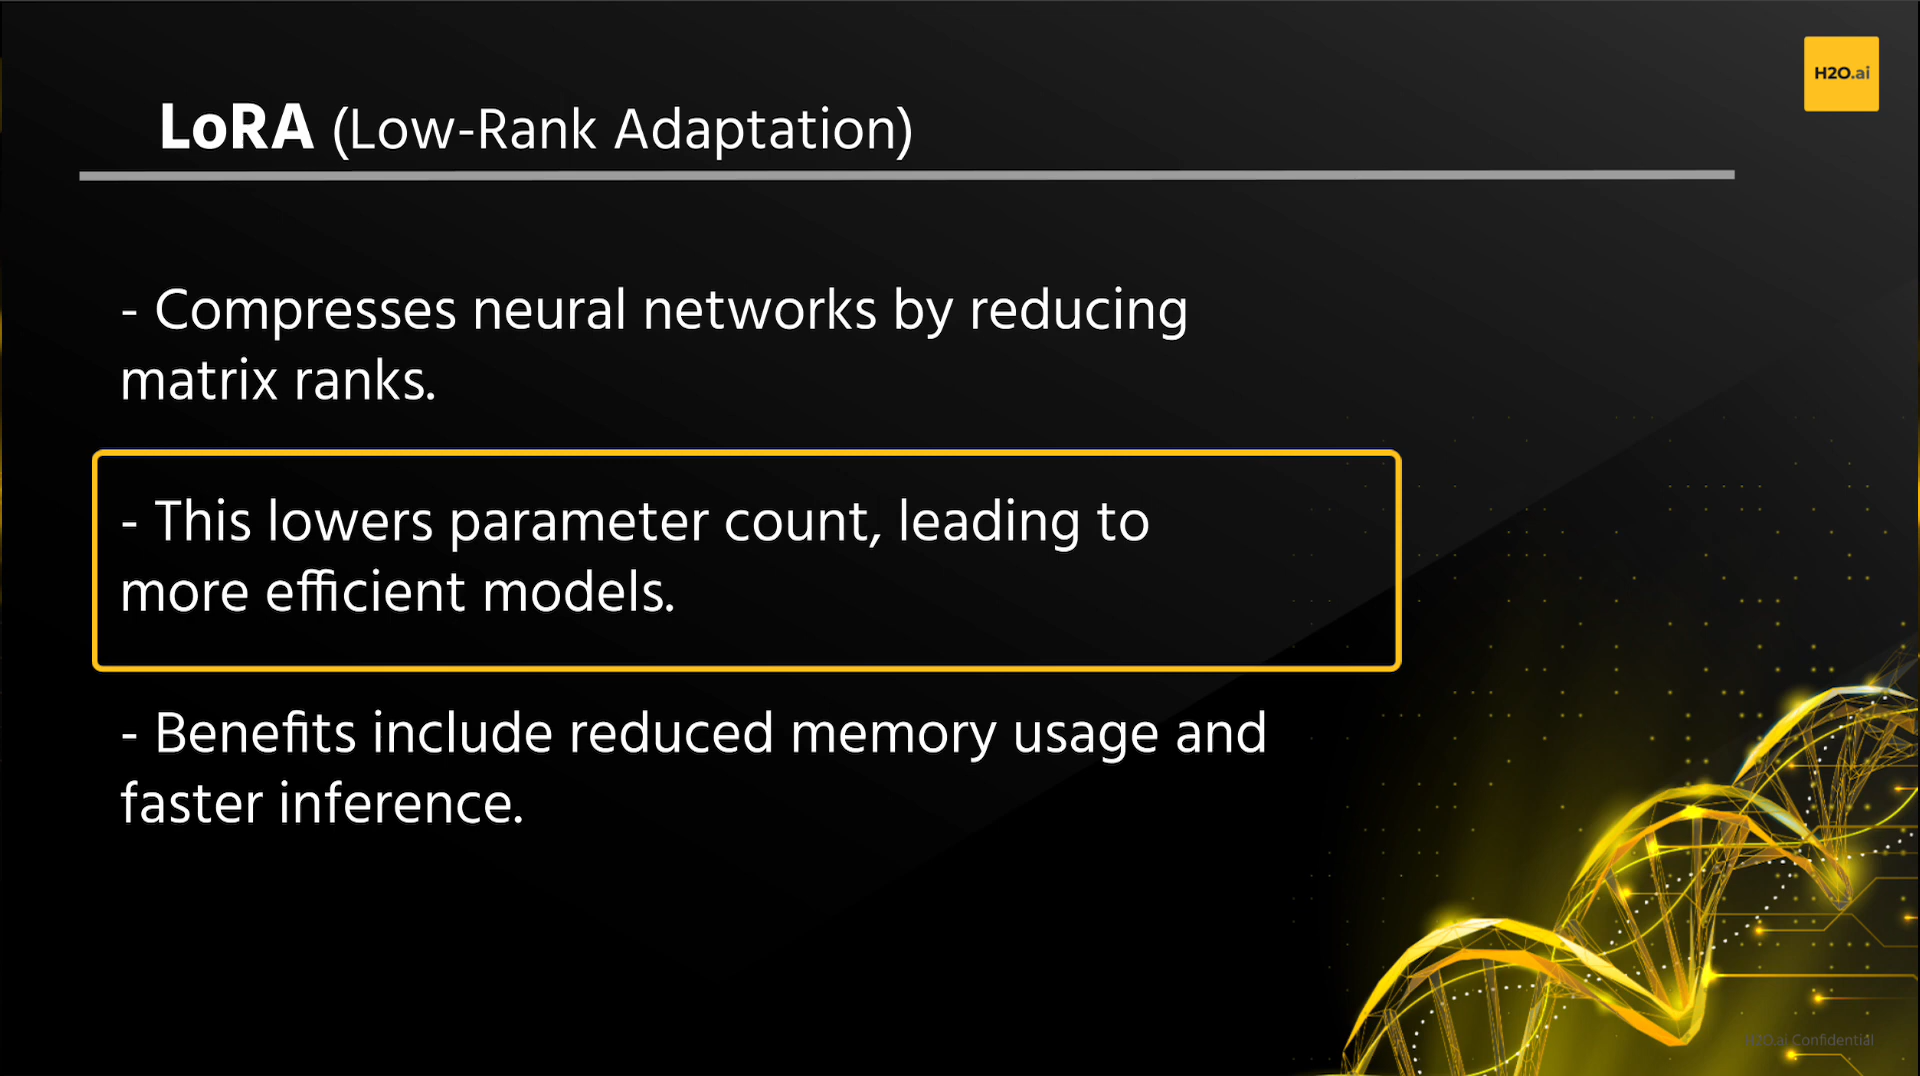 H2O.ai
LoRA (Low-Rank Adaptation)
- Compresses neural networks by reducing
matrix ranks.
- This lowers parameter count, leading to
more efficient models.
- Benefits include reduced memory usage and
faster inference.
H2O.ai Confidential